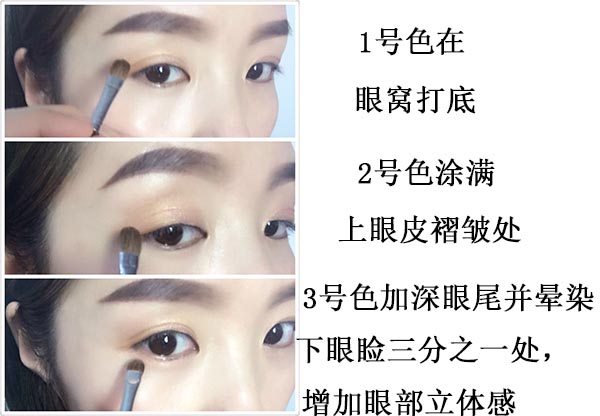 1号色在
眼窝打底
2号色涂满
上眼皮褶皱处
3号色加深眼尾并晕染
下眼睑三分之一处，
增加眼部立体感